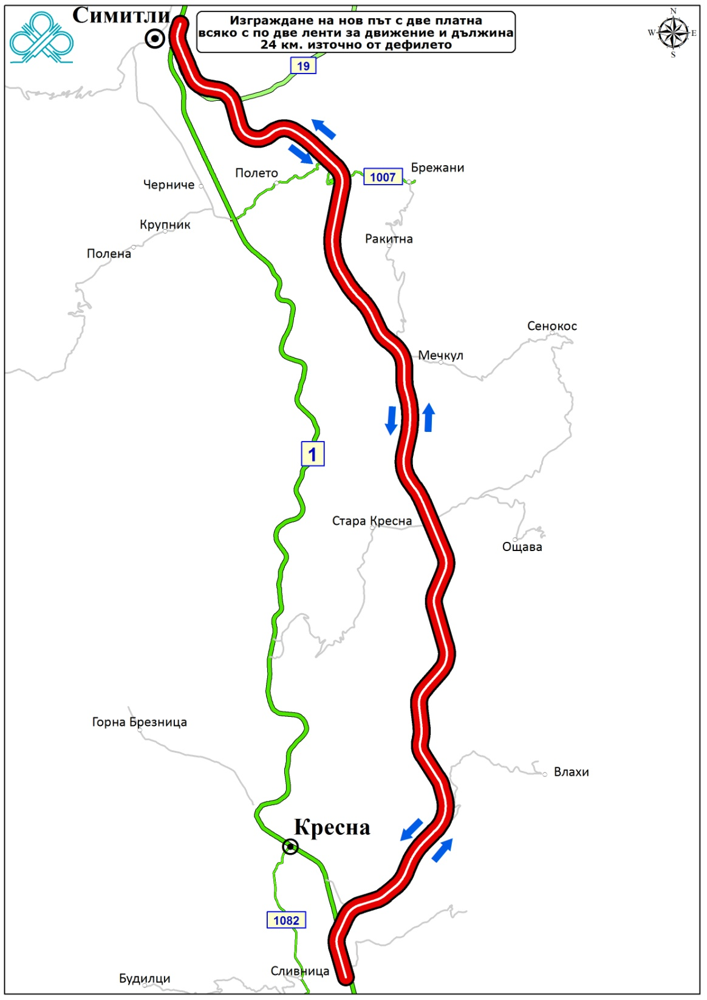 Симитли
Изграждане на нов път с две платна
всяко с по две ленти за движение и дължина
24 км. източно от дефилето
N
W
E
S
19
Полето
Брежани
1007
Черниче
Крупник
Ракитна
Полена
Сенокос
Мечкул
1
Стара Кресна
Ощава
Горна Брезница
Влахи
Кресна
1082
Сливница
Будилци